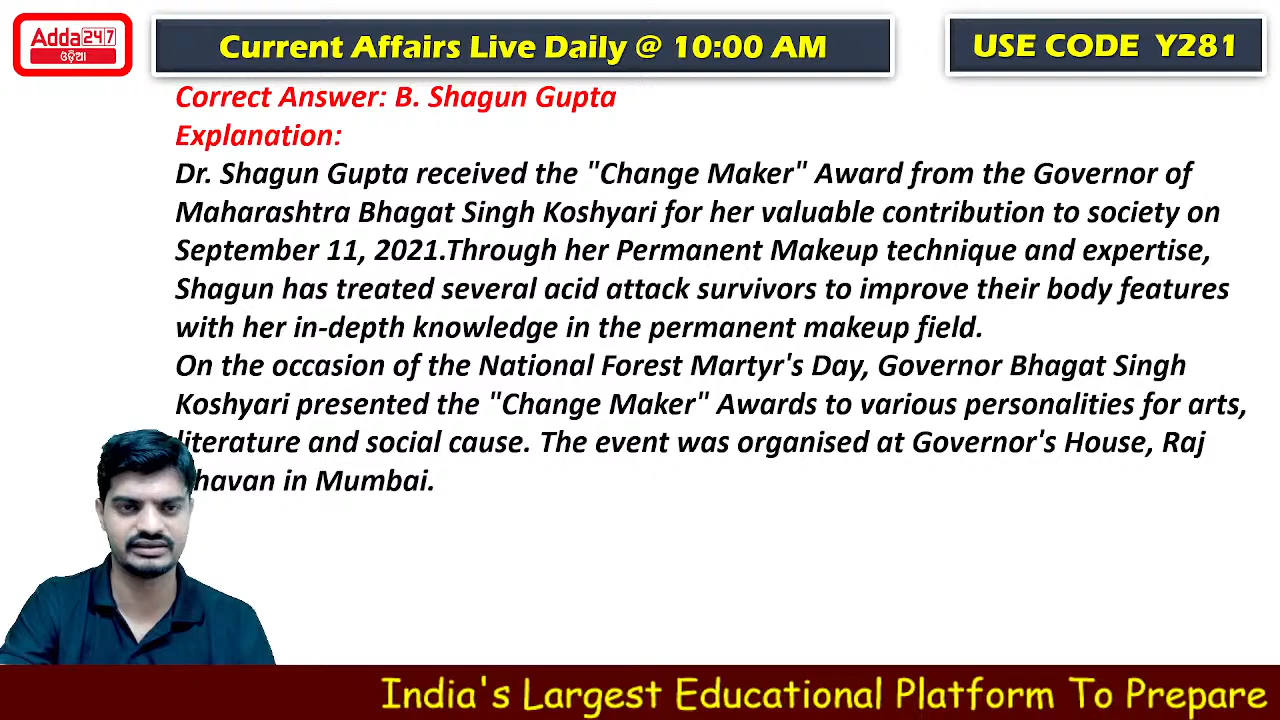 Adda 24|7
ଓଡ଼ିଆ
Current Affairs Live Daily @ 10:00 AM
USE CODE Y281
Correct Answer: B. Shagun Gupta
Explanation:
Dr. Shagun Gupta received the "Change Maker" Award from the Governor of
Maharashtra Bhagat Singh Koshyari for her valuable contribution to society on
September 11, 2021.Through her Permanent Makeup technique and expertise,
Shagun has treated several acid attack survivors to improve their body features
with her in-depth knowledge in the permanent makeup field.
On the occasion of the National Forest Martyr's Day, Governor Bhagat Singh
Koshyari presented the "Change Maker" Awards to various personalities for arts,
literature and social cause. The event was organised at Governor's House, Raj
havan in Mumbai.
India's Largest Educational Platform To Prepare